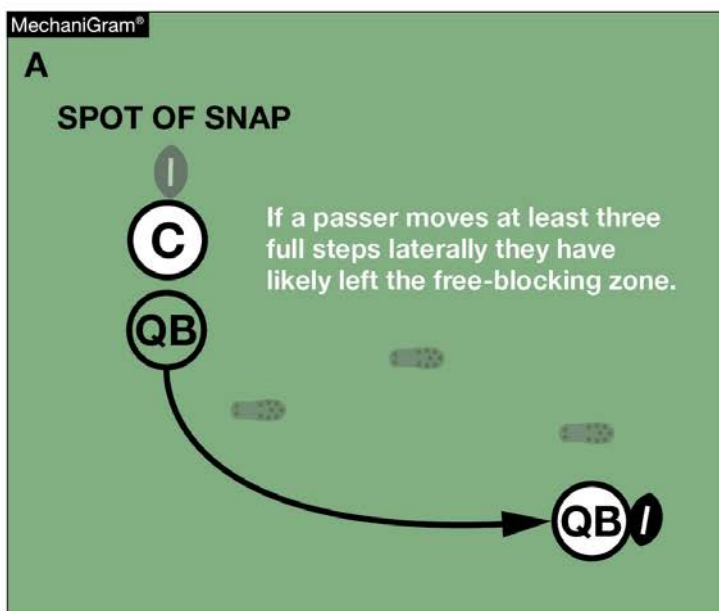 MechaniGram®
A
SPOT OF SNAP
C
If a passer moves at least three
full steps laterally they have
likely left the free-blocking zone.
QB
QB